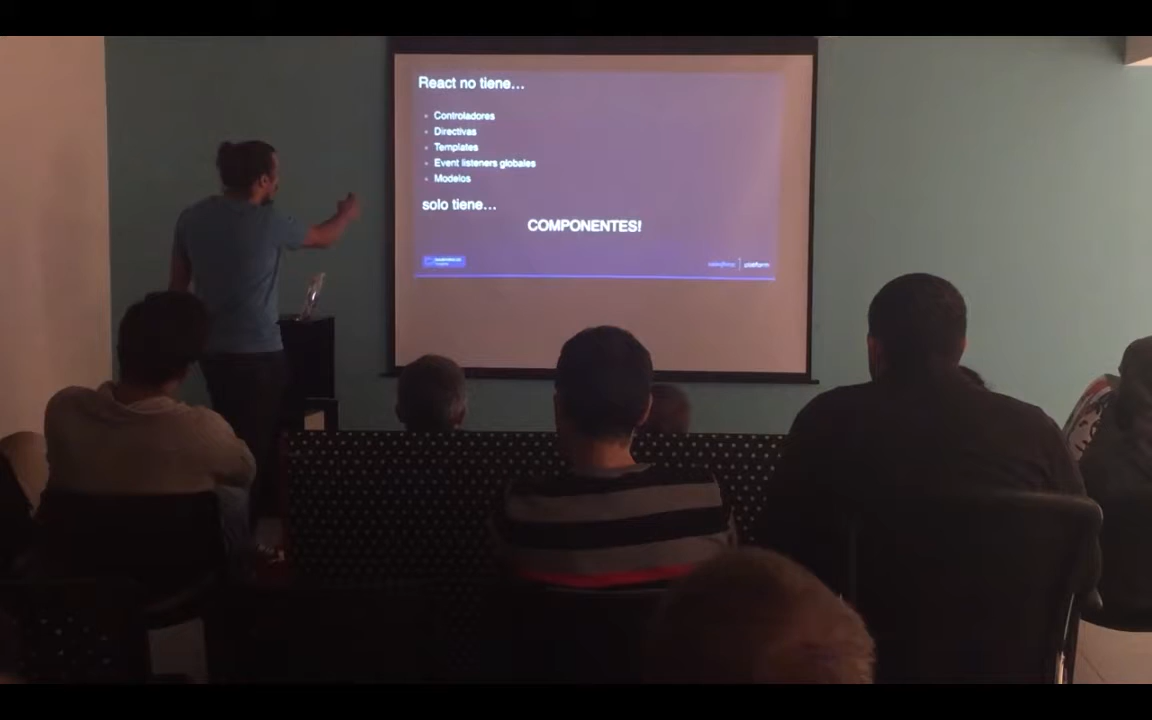 React no tiene...
Controladores
Directivas
Templates
Event listeners globales
Modelos
solo tiene...
COMPONENTES!
platform